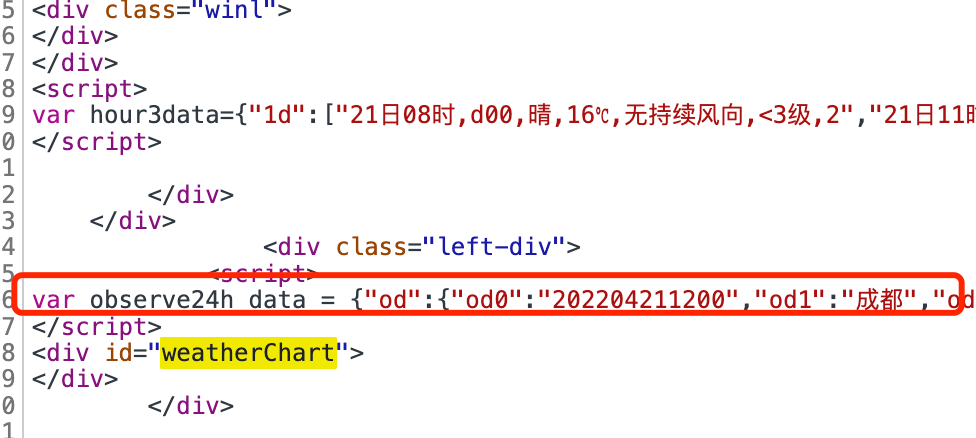 5 <div class="winl">
6 </div>
7 </div>
8 <script>
9 var hour3data={"1d":["21日08时,d00,晴,16℃,无持续风向,<3级,2","21日11时
0 </script>
1
2 </div>
3 </div>
4 <div class="left-div">
5 <script>
6 var observe24h_data = {"od":{"od0":"202204211200","od1":"成都","od
7 </script>
8 <div id="weatherChart">
9 </div>
0 </div>
1